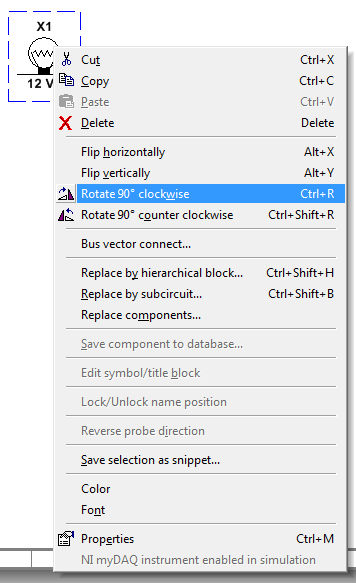 X1
12 V
Cut Ctrl+X
Copy Ctrl+C
Paste Ctrl+V
Delete Delete
Flip horizontally Alt+X
Flip vertically Alt+Y
Rotate 90° clockwise Ctrl+R
Rotate 90° counter clockwise Ctrl+Shift+R
Bus vector connect...
Replace by hierarchical block... Ctrl+Shift+H
Replace by subcircuit... Ctrl+Shift+B
Replace components...
Save component to database...
Edit symbol/title block
Lock/Unlock name position
Reverse probe direction
Save selection as snippet...
Color
Font
Properties Ctrl+M
NI myDAQ instrument enabled in simulation